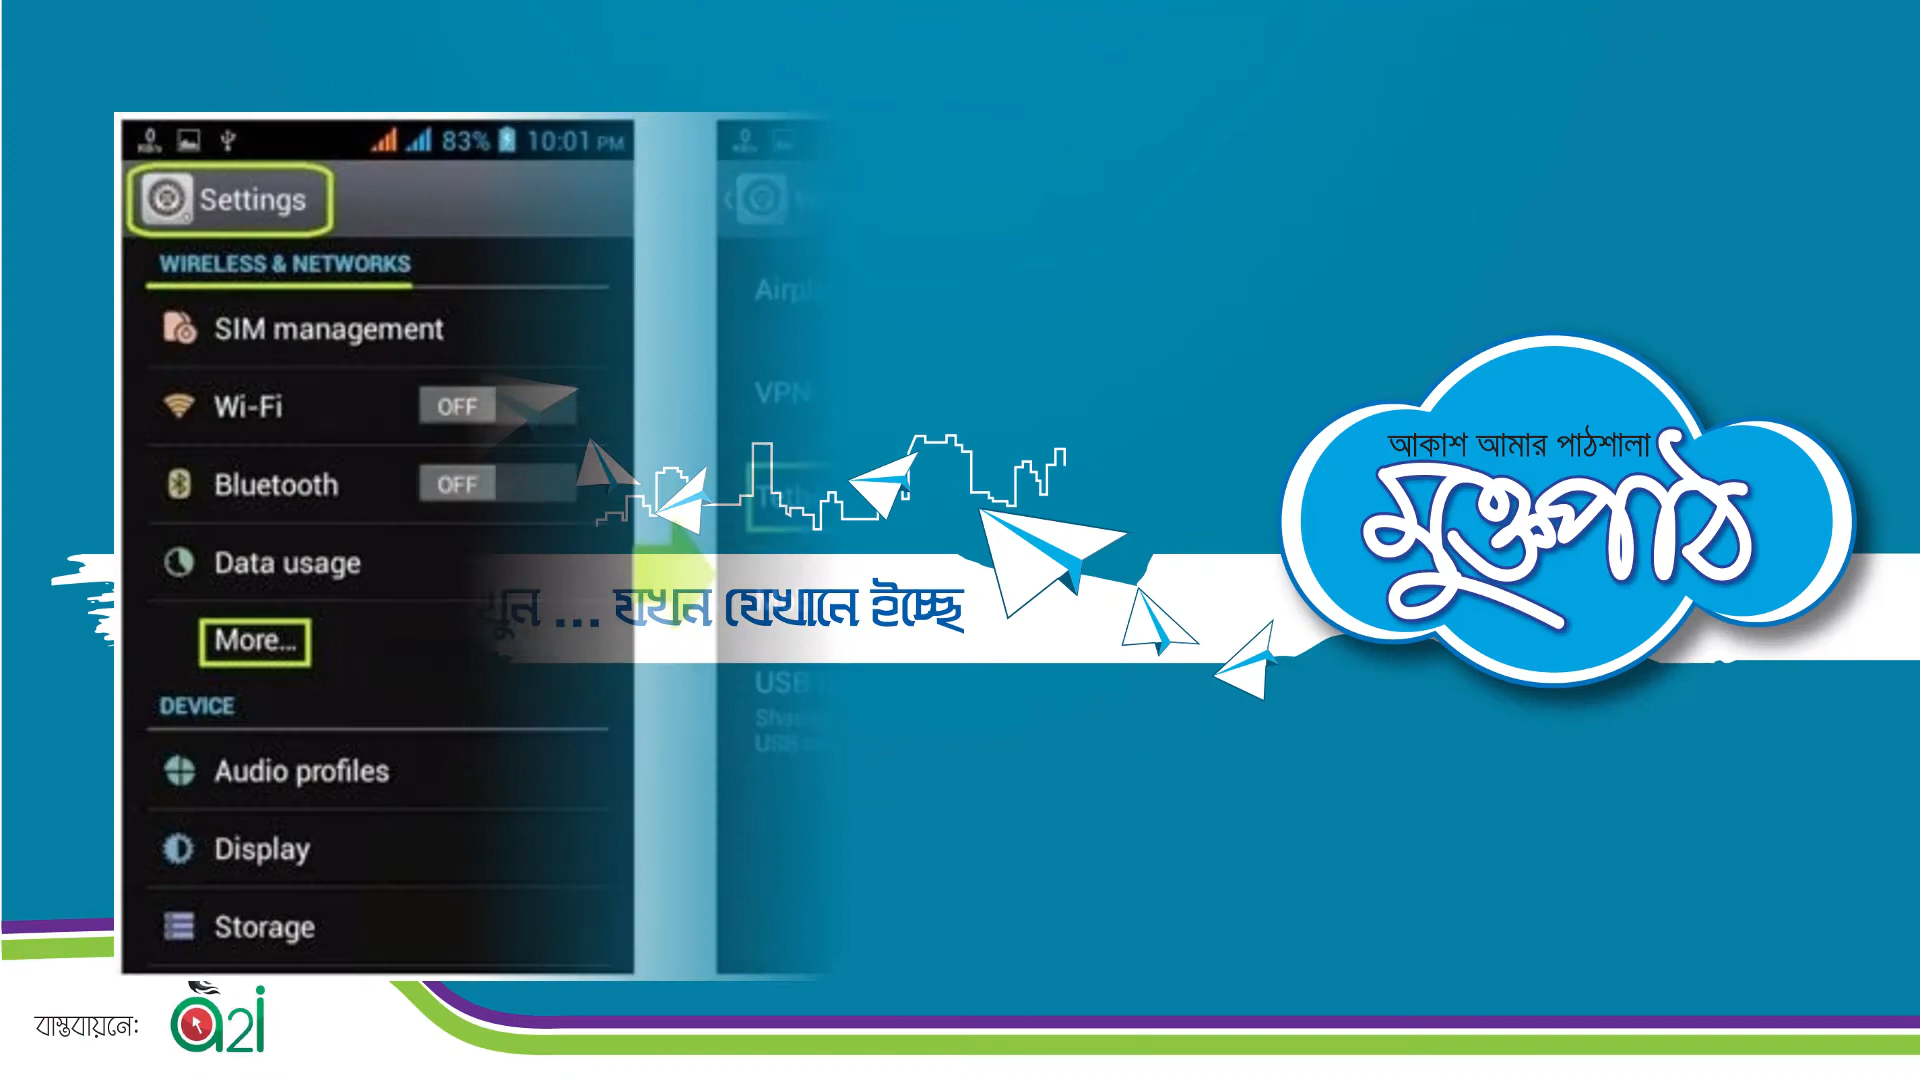 83% 10:01 PM
Settings
WIRELESS & NETWORKS
SIM management
Wi-Fi OFF
Bluetooth OFF
Data usage
More...
DEVICE
Audio profiles
Display
Storage
VPN
USB
... যখন যেখানে ইচ্ছে
আকাশ আমার পাঠশালা
মুক্তপাঠ
বাস্তবায়নে:
a2i